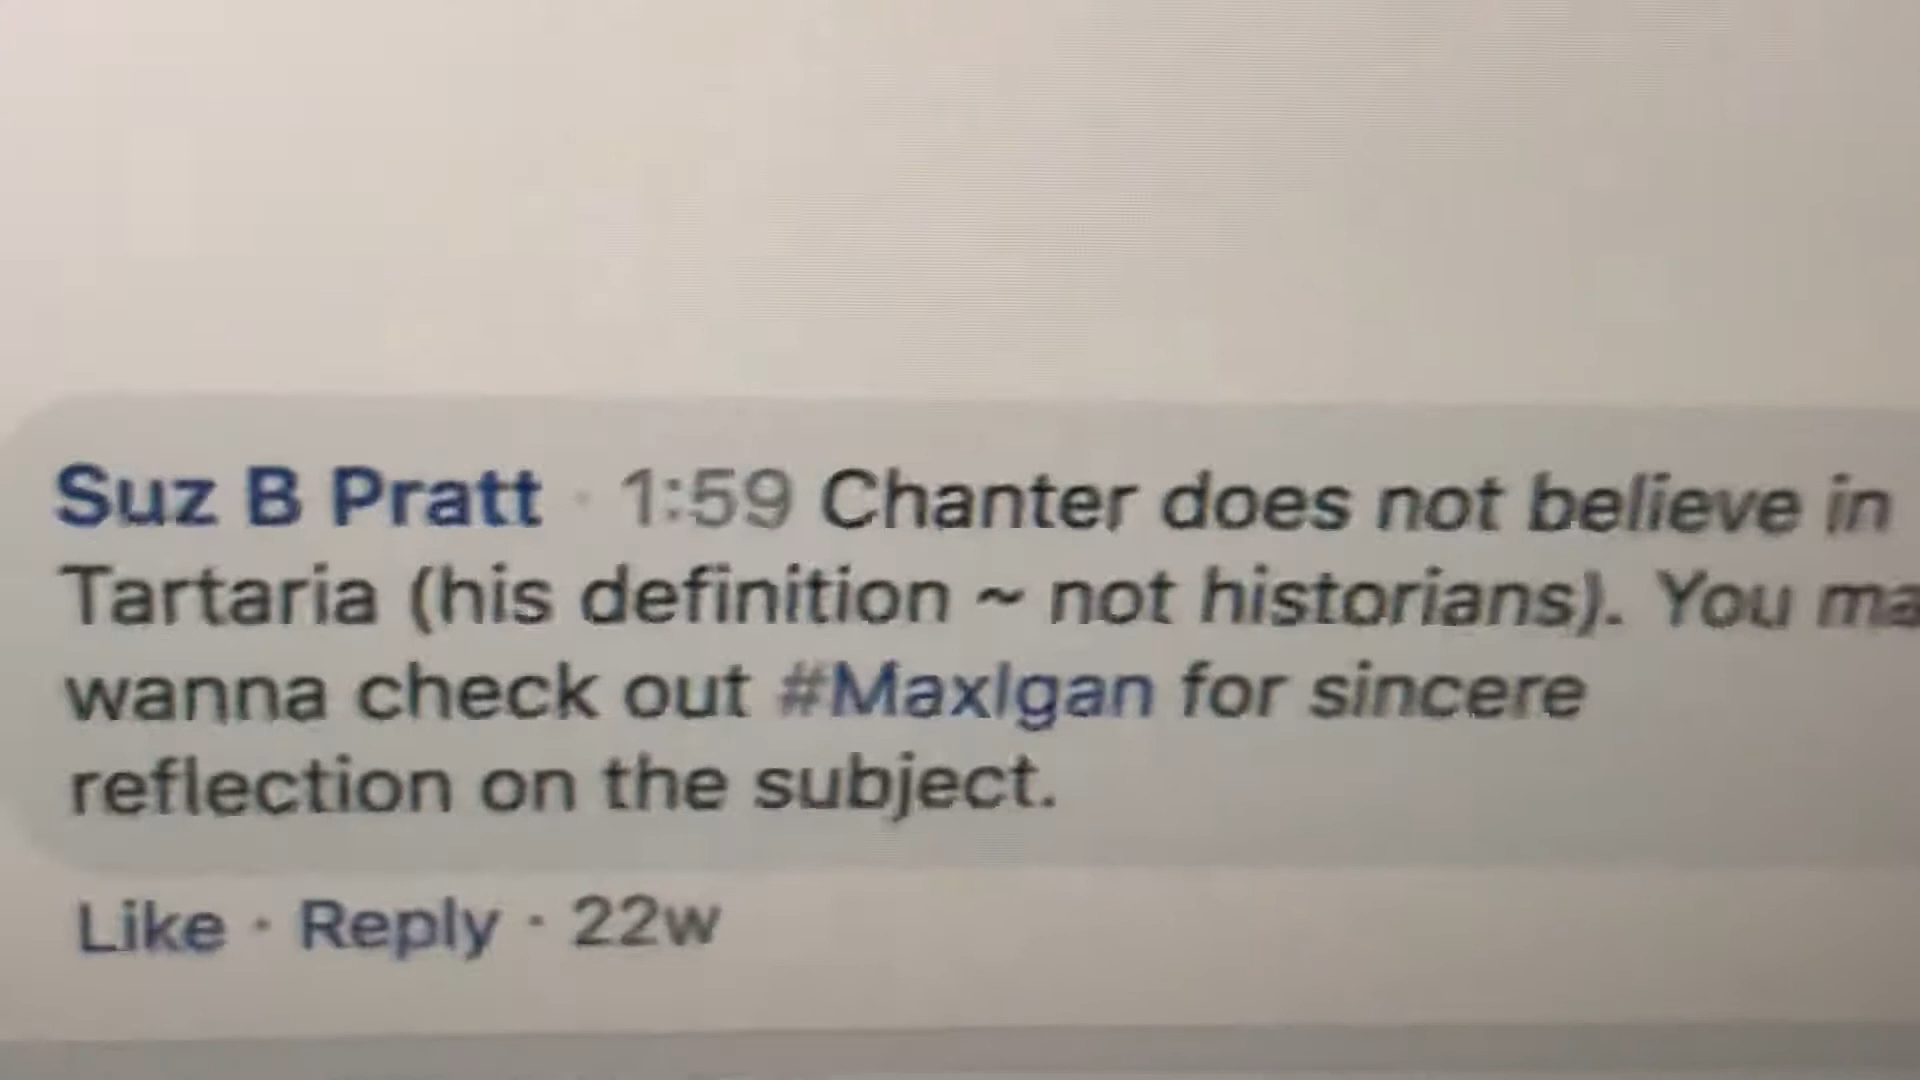 Suz B Pratt · 1:59 Chanter does not believe in
Tartaria (his definition ~ not historians). You
wanna check out #MaxIgan for sincere
reflection on the subject.
Like · Reply · 22w